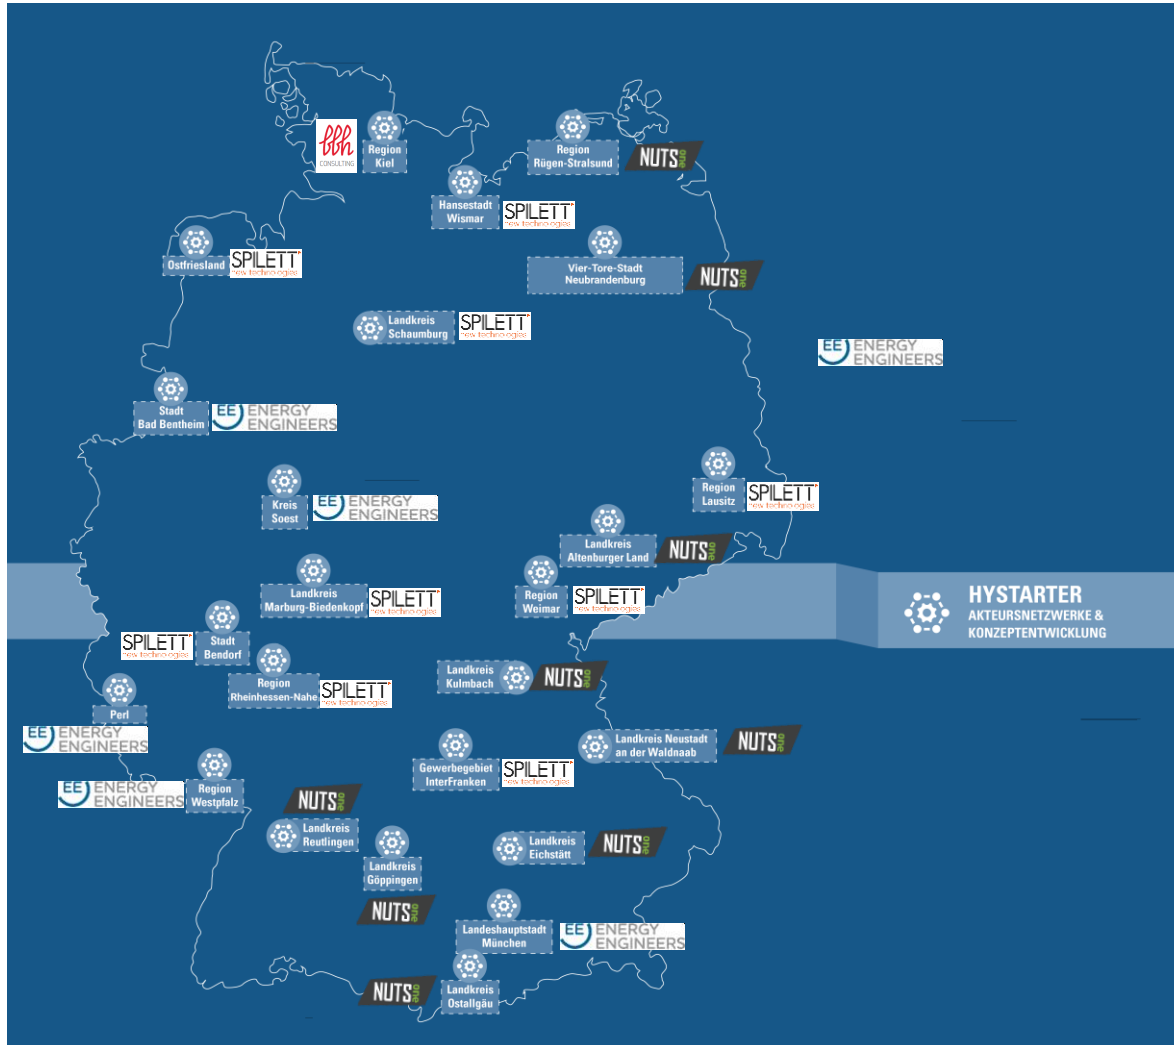 bbh
CONSULTING
Region
Kiel
Region
Rügen-Stralsund
NUTS one
Hansestadt
Wismar
SPILETT
new technologies
Ostfriesland
SPILETT
new technologies
Vier-Tore-Stadt
Neubrandenburg
NUTS one
Landkreis
Schaumburg
SPILETT
new technologies
EE ENERGY
ENGINEERS
Stadt
Bad Bentheim
EE ENERGY
ENGINEERS
Region
Lausitz
SPILETT
new technologies
Kreis
Soest
EE ENERGY
ENGINEERS
Landkreis
Altenburger Land
NUTS one
Landkreis
Marburg-Biedenkopf
SPILETT
new technologies
Region
Weimar
SPILETT
new technologies
HYSTARTER
AKTEURSNETZWERKE &
KONZEPTENTWICKLUNG
SPILETT
new technologies
Stadt
Bendorf
Region
Rheinhessen-Nahe
SPILETT
new technologies
Landkreis
Kulmbach
NUTS one
Perl
EE ENERGY
ENGINEERS
Landkreis Neustadt
an der Waldnaab
NUTS one
Gewerbegebiet
InterFranken
SPILETT
new technologies
EE ENERGY
ENGINEERS
Region
Westpfalz
NUTS one
Landkreis
Reutlingen
Landkreis
Göppingen
NUTS one
Landkreis
Eichstätt
NUTS one
Landeshauptstadt
München
EE ENERGY
ENGINEERS
NUTS one
Landkreis
Ostallgäu